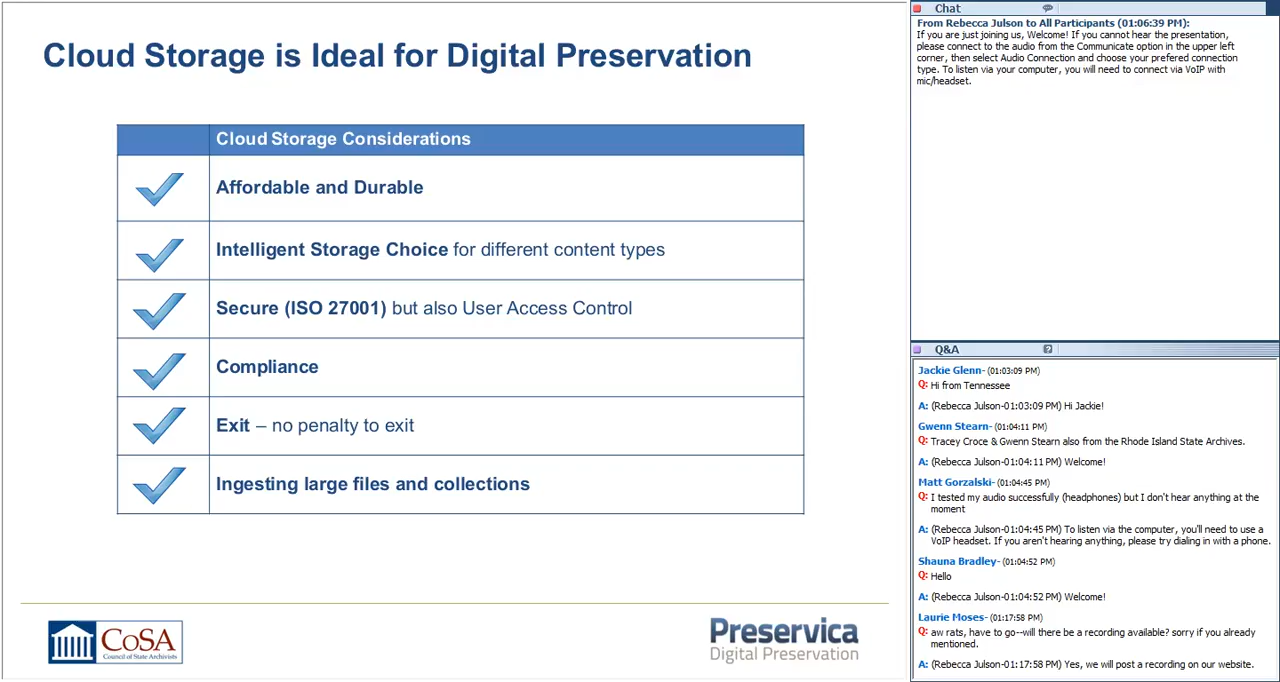 Cloud Storage is Ideal for Digital Preservation
Cloud Storage Considerations
Affordable and Durable
Intelligent Storage Choice for different content types
Secure (ISO 27001) but also User Access Control
Compliance
Exit – no penalty to exit
Ingesting large files and collections
CoSA
Council of State Archivists
Preservica
Digital Preservation
Chat
From Rebecca Julson to All Participants (01:06:39 PM):
If you are just joining us, Welcome! If you cannot hear the presentation,
please connect to the audio from the Communicate option in the upper left
corner, then select Audio Connection and choose your prefered connection
type. To listen via your computer, you will need to connect via VoIP with
mic/headset.
Q&A
Jackie Glenn- (01:03:09 PM)
Q: Hi from Tennessee
A: (Rebecca Julson-01:03:09 PM) Hi Jackie!
Gwenn Stearn- (01:04:11 PM)
Q: Tracey Croce & Gwenn Stearn also from the Rhode Island State Archives.
A: (Rebecca Julson-01:04:11 PM) Welcome!
Matt Gorzalski- (01:04:45 PM)
Q: I tested my audio successfully (headphones) but I don't hear anything at the
moment
A: (Rebecca Julson-01:04:45 PM) To listen via the computer, you'll need to use a
VoIP headset. If you aren't hearing anything, please try dialing in with a phone.
Shauna Bradley- (01:04:52 PM)
Q: Hello
A: (Rebecca Julson-01:04:52 PM) Welcome!
Laurie Moses- (01:17:58 PM)
Q: aw rats, have to go--will there be a recording available? sorry if you already
mentioned.
A: (Rebecca Julson-01:17:58 PM) Yes, we will post a recording on our website.